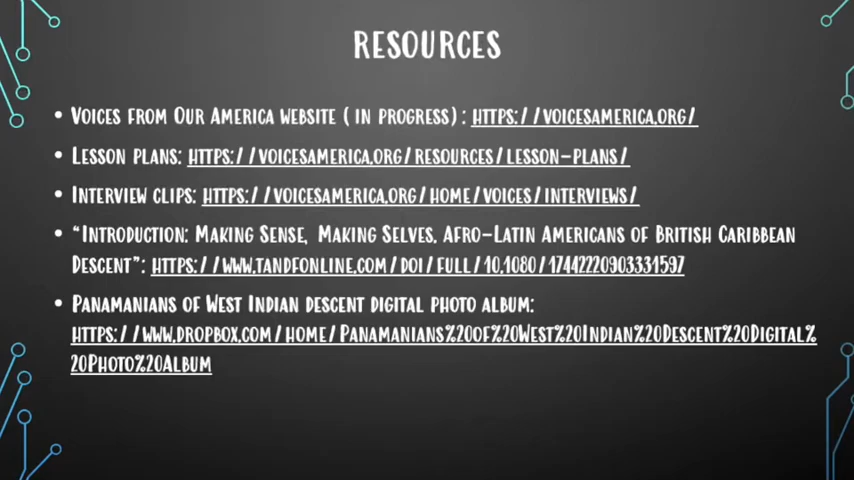 RESOURCES
• VOICES FROM OUR AMERICA WEBSITE ( IN PROGRESS) : HTTPS://VOICESAMERICA.ORG/
• LESSON PLANS: HTTPS://VOICESAMERICA.ORG/RESOURCES/LESSON-PLANS/
• INTERVIEW CLIPS: HTTPS://VOICESAMERICA.ORG/HOME/VOICES/INTERVIEWS/
• “INTRODUCTION: MAKING SENSE, MAKING SELVES, AFRO-LATIN AMERICANS OF BRITISH CARIBBEAN
DESCENT”: HTTPS://WWW.TANDFONLINE.COM/DOI/FULL/10.1080/17442220903331597
• PANAMANIANS OF WEST INDIAN DESCENT DIGITAL PHOTO ALBUM:
HTTPS://WWW.DROPBOX.COM/HOME/PANAMANIANS%20OF%20WEST%20INDIAN%20DESCENT%20DIGITAL%
20PHOTO%20ALBUM